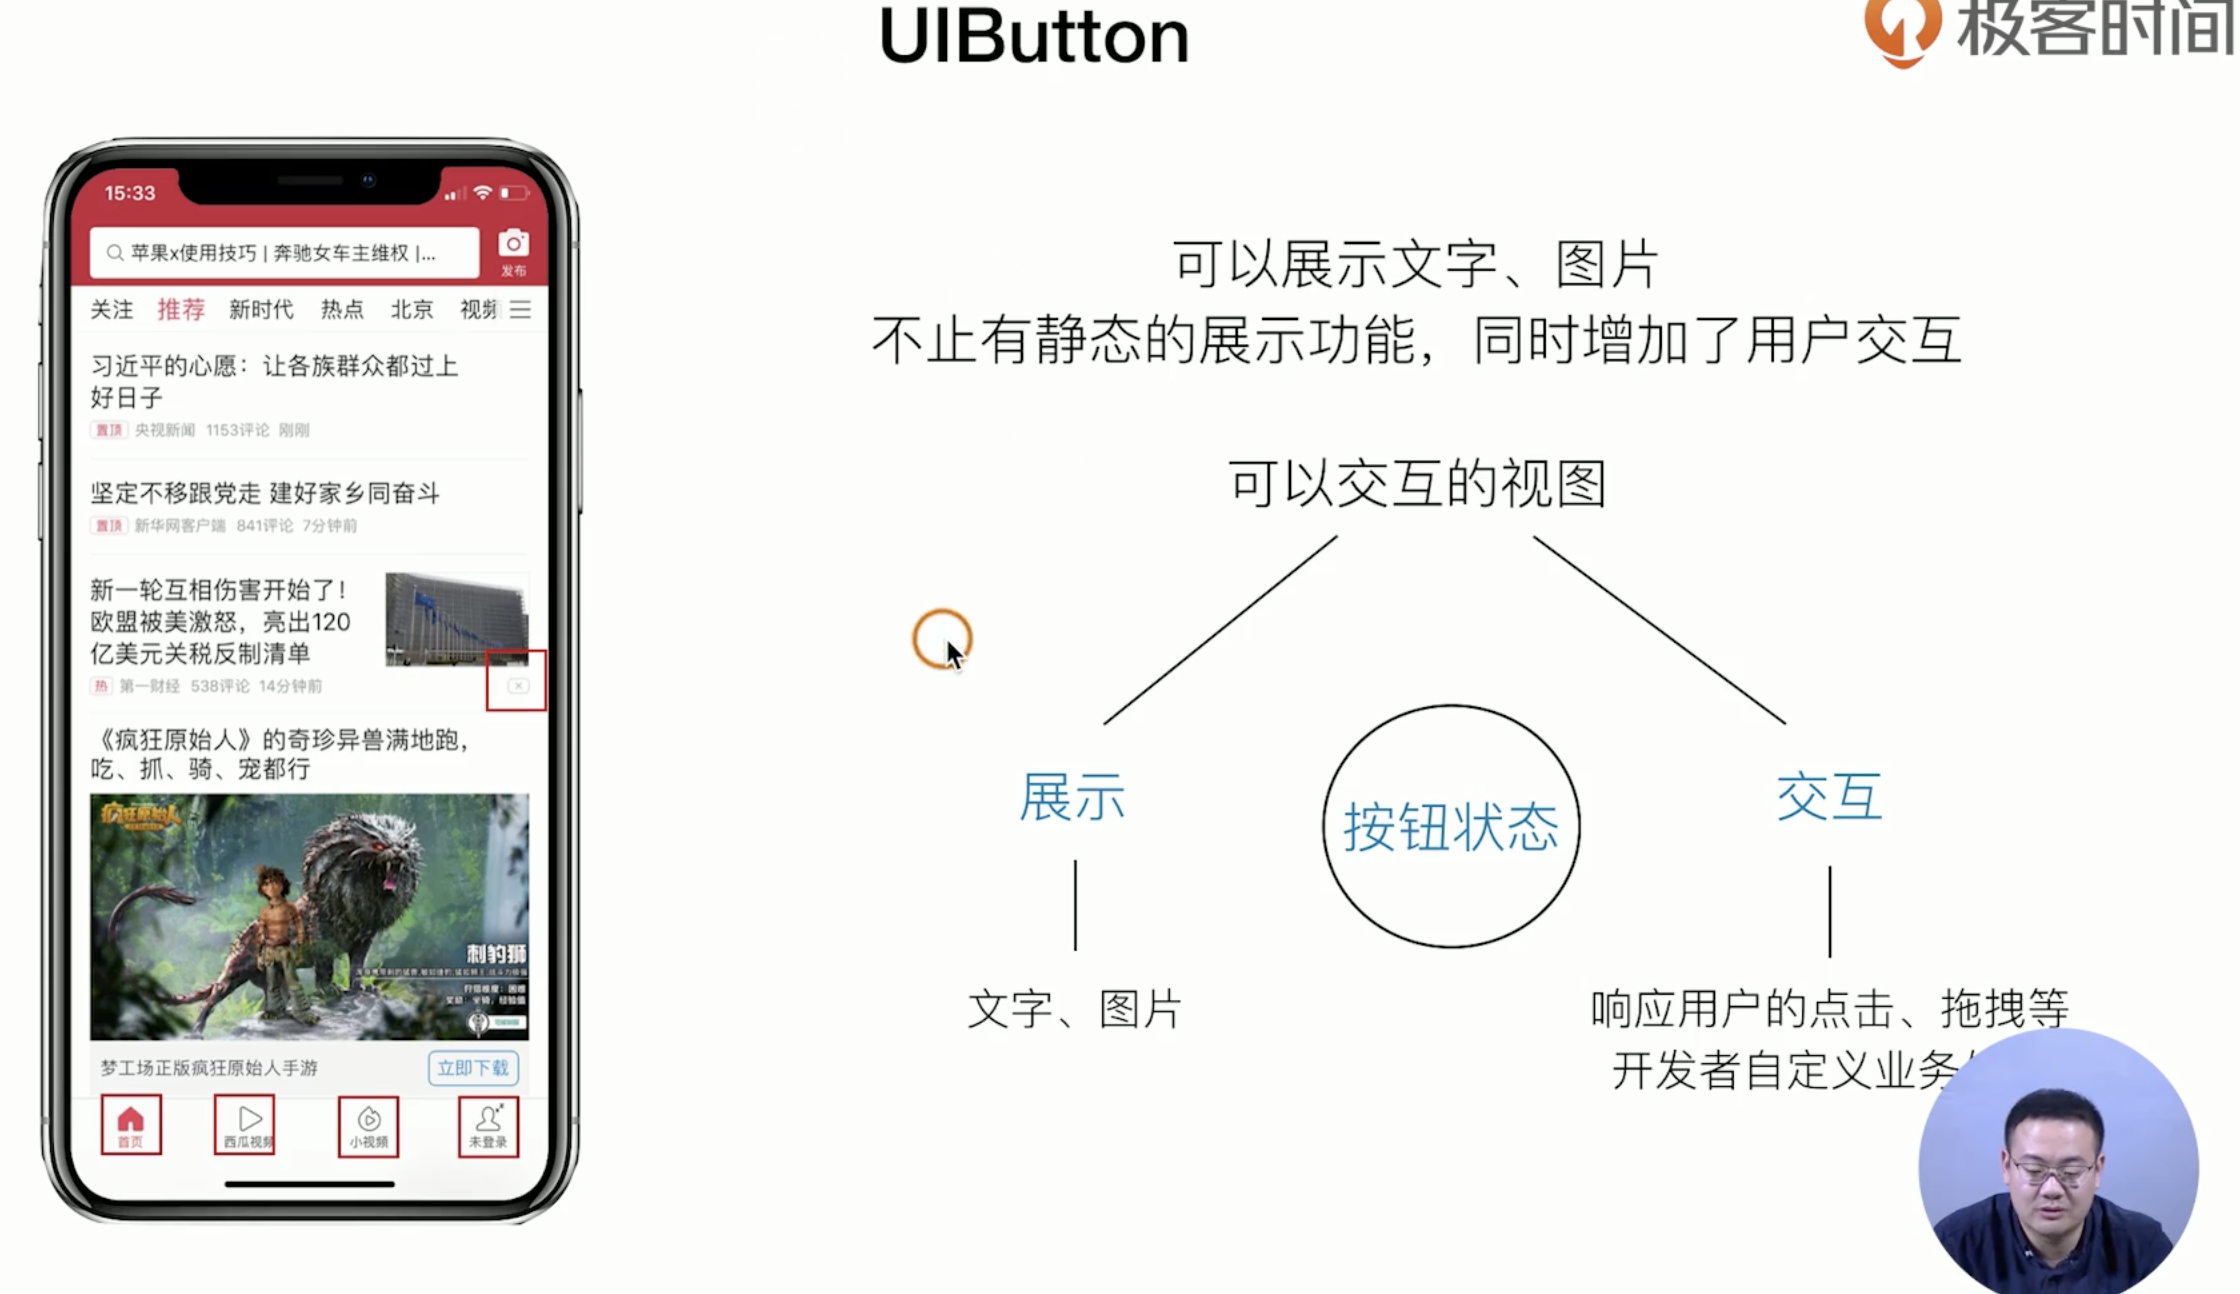 UIButton
极客时间
15:33
苹果x使用技巧 | 奔驰女车主维权 |...
发布
关注 推荐 新时代 热点 北京 视频
习近平的心愿：让各族群众都过上
好日子
置顶 央视新闻 1153评论 刚刚
坚定不移跟党走 建好家乡同奋斗
置顶 新华网客户端 841评论 7分钟前
新一轮互相伤害开始了！
欧盟被美激怒，亮出120
亿美元关税反制清单
热 第一财经 538评论 14分钟前
《疯狂原始人》的奇珍异兽满地跑，
吃、抓、骑、宠都行
疯狂原始人
刺豹狮
狩猎难度：困难
奖励：坐骑，经验值
梦工场正版疯狂原始人手游
立即下载
首页 西瓜视频 小视频 未登录
可以展示文字、图片
不止有静态的展示功能，同时增加了用户交互
可以交互的视图
展示
按钮状态
交互
文字、图片
响应用户的点击、拖拽等
开发者自定义业务